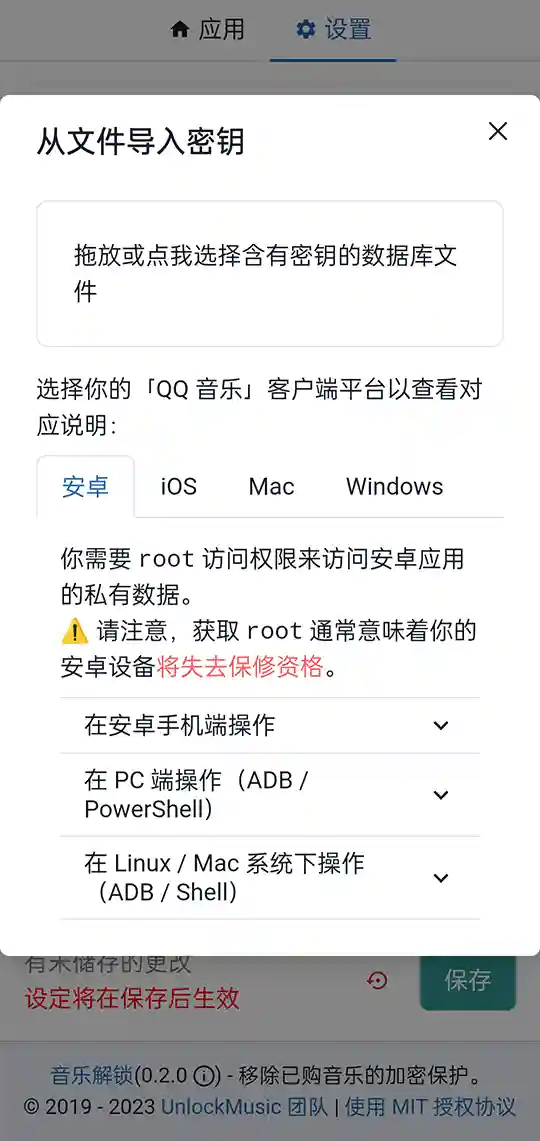 应用 设置
从文件导入密钥
拖放或点我选择含有密钥的数据库文
件
选择你的「QQ 音乐」客户端平台以查看对
应说明：
安卓 iOS Mac Windows
你需要 root 访问权限来访问安卓应用
的私有数据。
⚠️ 请注意，获取 root 通常意味着你的
安卓设备将失去保修资格。
在安卓手机端操作
在 PC 端操作（ADB /
PowerShell）
在 Linux / Mac 系统下操作
（ADB / Shell）
有未储存的更改
设定将在保存后生效
保存
音乐解锁(0.2.0 ⓘ) - 移除已购音乐的加密保护。
© 2019 - 2023 UnlockMusic 团队 | 使用 MIT 授权协议